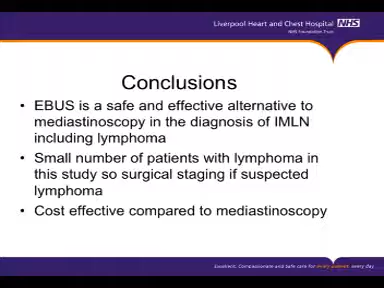 Liverpool Heart and Chest Hospital NHS
NHS Foundation Trust
Conclusions
• EBUS is a safe and effective alternative to
mediastinoscopy in the diagnosis of IMLN
including lymphoma
• Small number of patients with lymphoma in
this study so surgical staging if suspected
lymphoma
• Cost effective compared to mediastinoscopy
Excellent, Compassionate and Safe care for every patient, every day